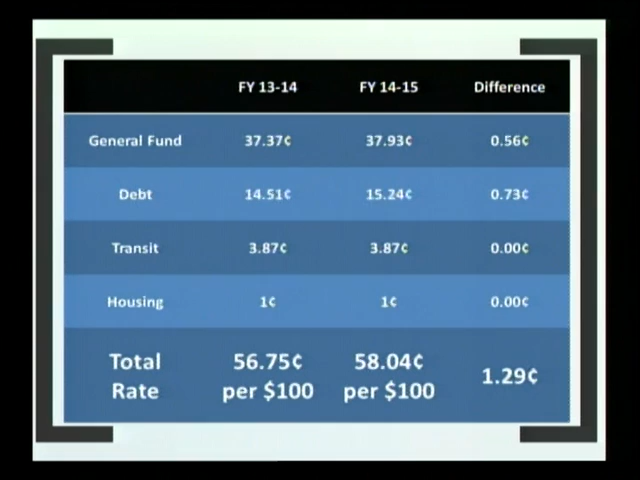 FY 13-14 FY 14-15 Difference
General Fund 37.37¢ 37.93¢ 0.56¢
Debt 14.51¢ 15.24¢ 0.73¢
Transit 3.87¢ 3.87¢ 0.00¢
Housing 1¢ 1¢ 0.00¢
Total Rate 56.75¢ per $100 58.04¢ per $100 1.29¢